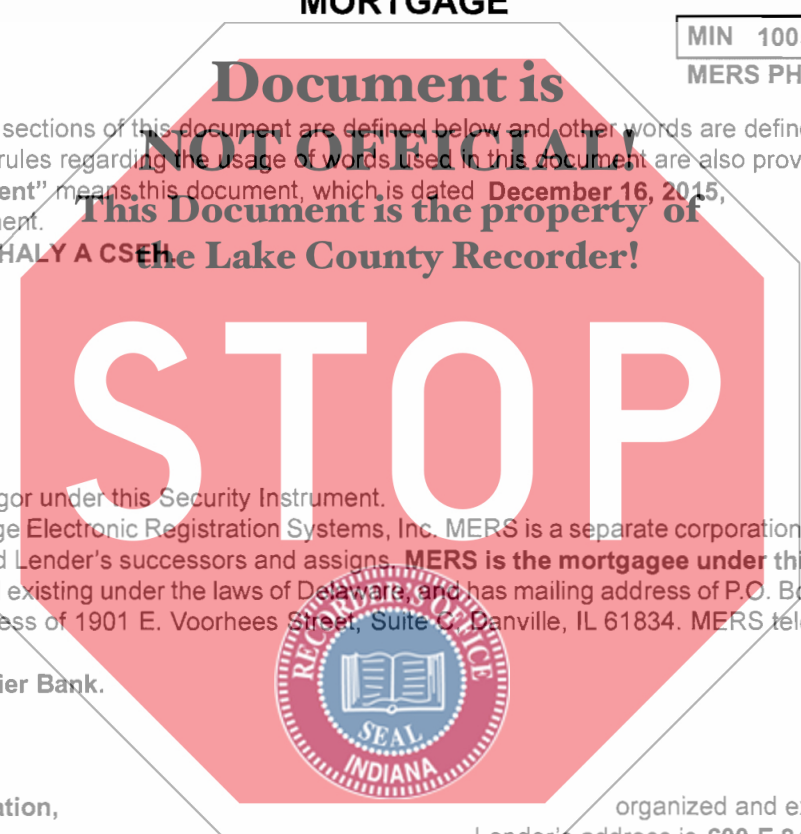 MORTGAGE
MIN 100
MERS PH
Document is
sections of this document are defined below and other words are define
NOT OFFICIAL!
rules regarding the usage of words used in this document are also prov
ent” means this document, which is dated December 16, 2015,
This Document is the property of
ent.
HALY A CSEH.
the Lake County Recorder!
STOP
gor under this Security Instrument.
ge Electronic Registration Systems, Inc. MERS is a separate corporation
d Lender's successors and assigns. MERS is the mortgagee under thi
existing under the laws of Delaware, and has mailing address of P.O. Bo
ess of 1901 E. Voorhees Street, Suite C, Danville, IL 61834. MERS tel
RECORDER'S OFFICE
SEAL
INDIANA
ier Bank.
ation,
organized and e
Lender's address is